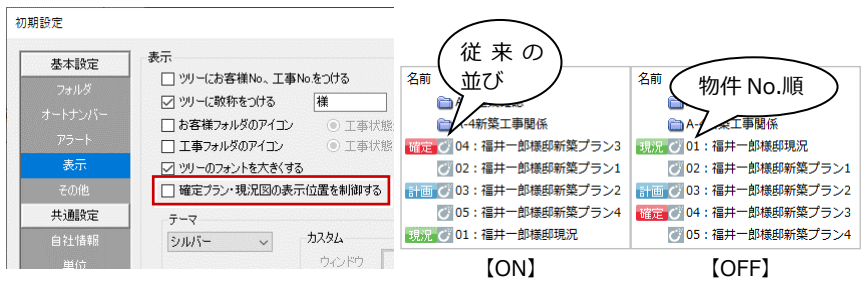 初期設定
基本設定
フォルダ
オートナンバー
アラート
表示
その他
共通設定
自社情報
単位
表示
ツリーにお客様No、工事No.をつける
ツリーに敬称をつける
様
お客様フォルダのアイコン
工事状態
工事フォルダのアイコン
工事状態
ツリーのフォントを大きくする
確定プラン・現況図の表示位置を制御する
テーマ
シルバー
カスタム
ウィンドウ
従来の
並び
名前
A-4新築工事関係
確定 04：福井一郎様邸新築プラン3
02：福井一郎様邸新築プラン1
計画 03：福井一郎様邸新築プラン2
05：福井一郎様邸新築プラン4
現況 01：福井一郎様邸現況
【ON】
物件No.順
名前
A-4新築工事関係
現況 01：福井一郎様邸現況
02：福井一郎様邸新築プラン1
計画 03：福井一郎様邸新築プラン2
確定 04：福井一郎様邸新築プラン3
05：福井一郎様邸新築プラン4
【OFF】